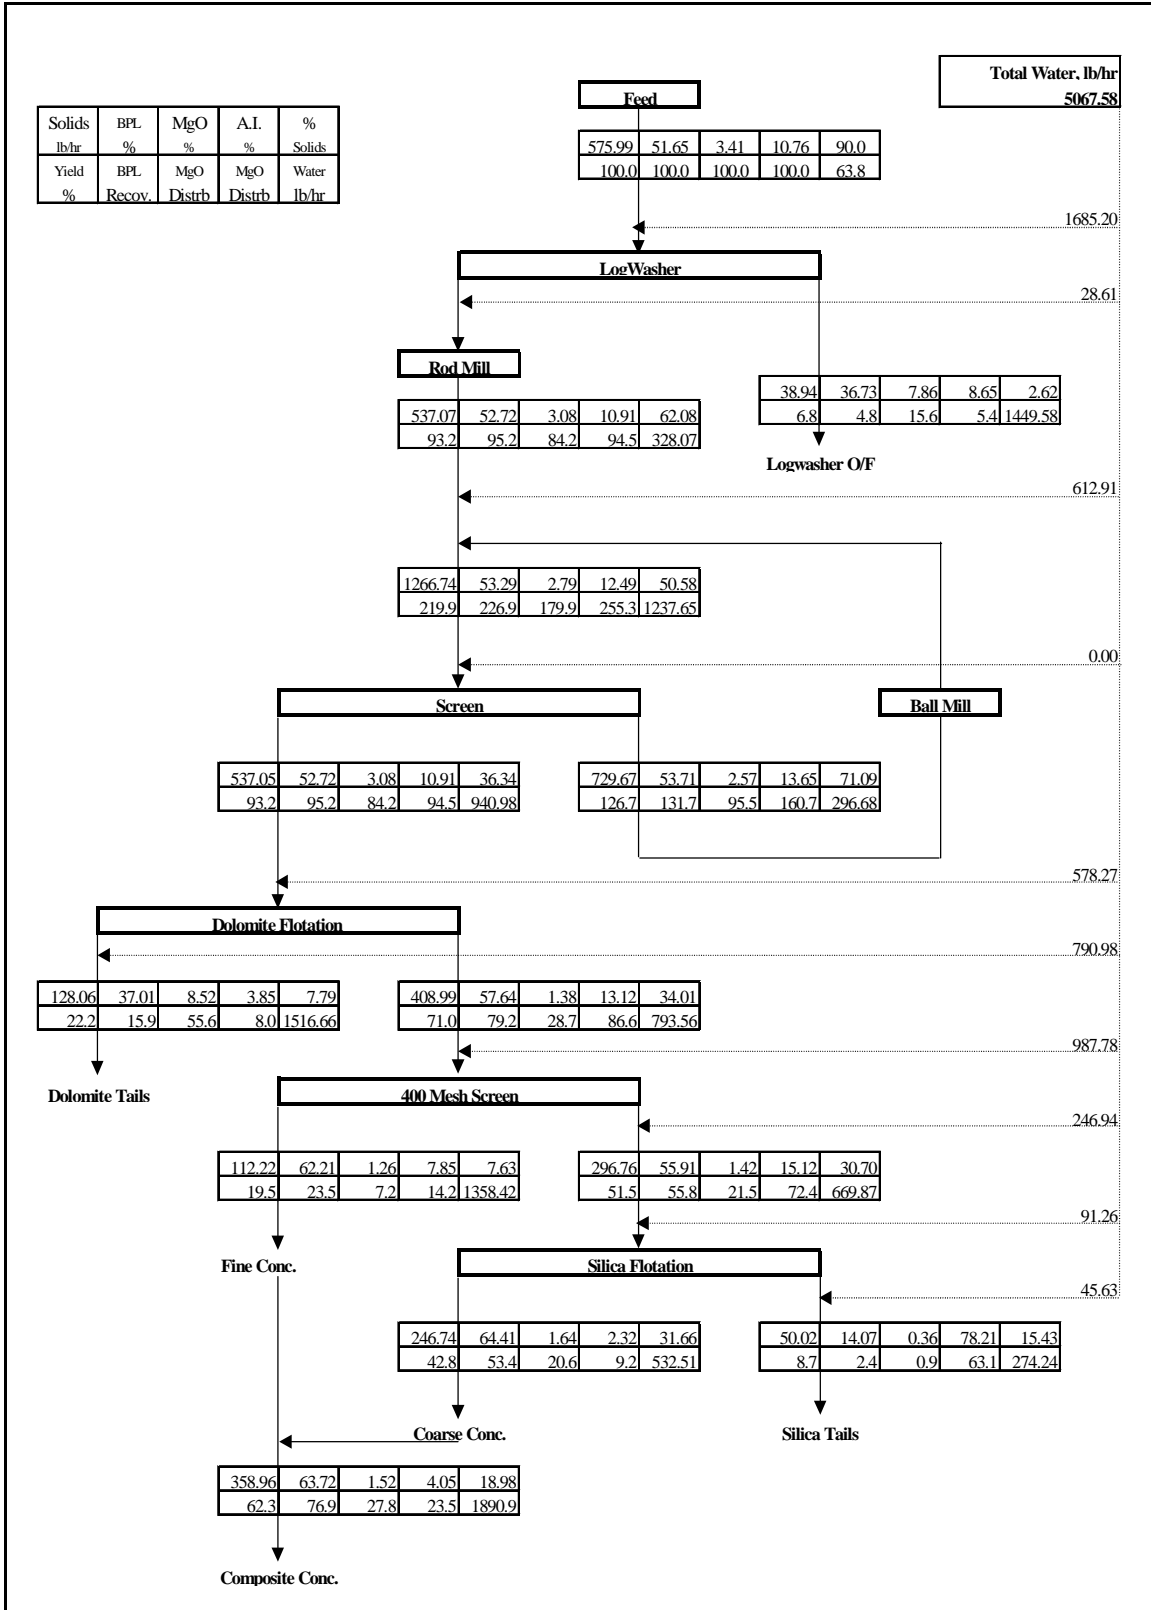 Total Water, lb/hr
5067.58
Feed
Solids BPL MgO A.I. %
lb/hr % % % Solids
Yield BPL MgO MgO Water
% Recov. Distrb Distrb lb/hr
575.99 51.65 3.41 10.76 90.0
100.0 100.0 100.0 100.0 63.8
1685.20
LogWasher
28.61
Rod Mill
38.94 36.73 7.86 8.65 2.62
6.8 4.8 15.6 5.4 1449.58
537.07 52.72 3.08 10.91 62.08
93.2 95.2 84.2 94.5 328.07
Logwasher O/F
612.91
1266.74 53.29 2.79 12.49 50.58
219.9 226.9 179.9 255.3 1237.65
0.00
Screen Ball Mill
537.05 52.72 3.08 10.91 36.34 729.67 53.71 2.57 13.65 71.09
93.2 95.2 84.2 94.5 940.98 126.7 131.7 95.5 160.7 296.68
578.27
Dolomite Flotation
790.98
128.06 37.01 8.52 3.85 7.79 408.99 57.64 1.38 13.12 34.01
22.2 15.9 55.6 8.0 1516.66 71.0 79.2 28.7 86.6 793.56
987.78
Dolomite Tails 400 Mesh Screen
246.94
112.22 62.21 1.26 7.85 7.63 296.76 55.91 1.42 15.12 30.70
19.5 23.5 7.2 14.2 1358.42 51.5 55.8 21.5 72.4 669.87
91.26
Fine Conc. Silica Flotation
45.63
246.74 64.41 1.64 2.32 31.66 50.02 14.07 0.36 78.21 15.43
42.8 53.4 20.6 9.2 532.51 8.7 2.4 0.9 63.1 274.24
Coarse Conc. Silica Tails
358.96 63.72 1.52 4.05 18.98
62.3 76.9 27.8 23.5 1890.9
Composite Conc.